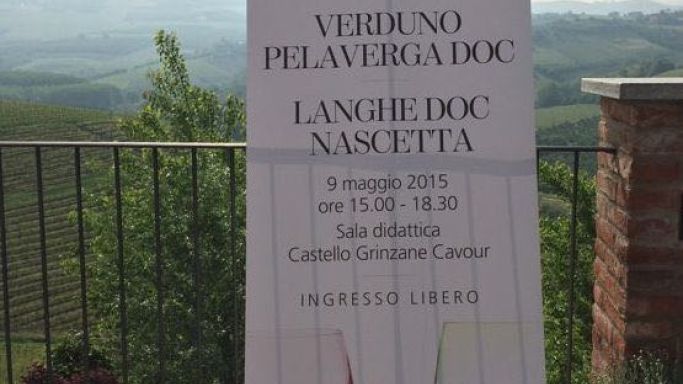 VERDUNO
PELAVERGA DOC
LANGHE DOC
NASCETTA
9 maggio 2015
ore 15.00 - 18.30
Sala didattica
Castello Grinzane Cavour
INGRESSO LIBERO